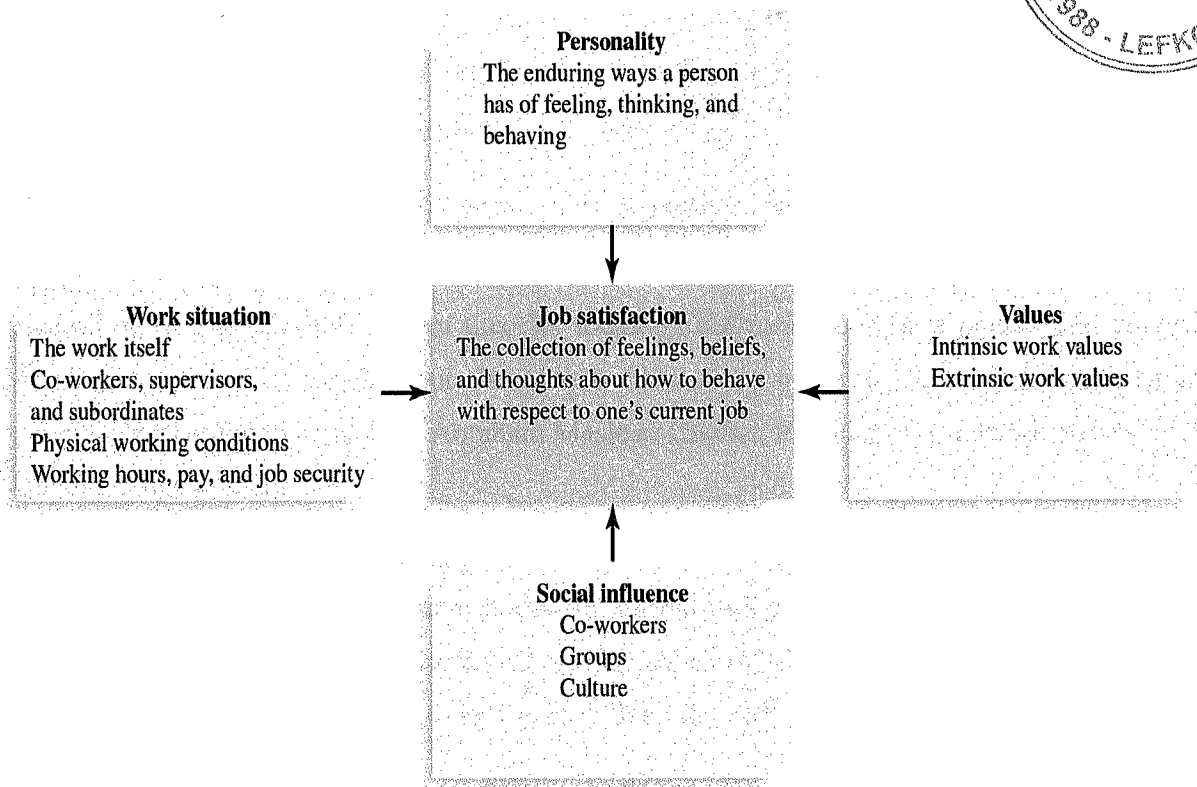 988 - LEFK
Personality
The enduring ways a person
has of feeling, thinking, and
behaving
Work situation
The work itself
Co-workers, supervisors,
and subordinates
Physical working conditions
Working hours, pay, and job security
Job satisfaction
The collection of feelings, beliefs,
and thoughts about how to behave
with respect to one's current job
Values
Intrinsic work values
Extrinsic work values
Social influence
Co-workers
Groups
Culture